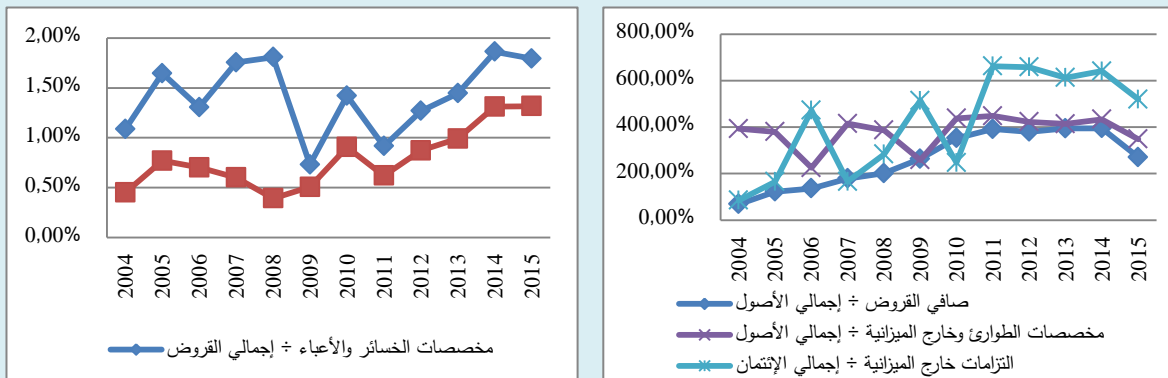 2,00%
1,50%
1,00%
0,50%
0,00%
2004 2005 2006 2007 2008 2009 2010 2011 2012 2013 2014 2015
مخصصات الخسائر والأعباء ÷ إجمالي القروض
800,00%
600,00%
400,00%
200,00%
0,00%
2004 2005 2006 2007 2008 2009 2010 2011 2012 2013 2014 2015
صافي القروض ÷ إجمالي الأصول
مخصصات الطوارئ وخارج الميزانية ÷ إجمالي الأصول
التزامات خارج الميزانية ÷ إجمالي الإئتمان